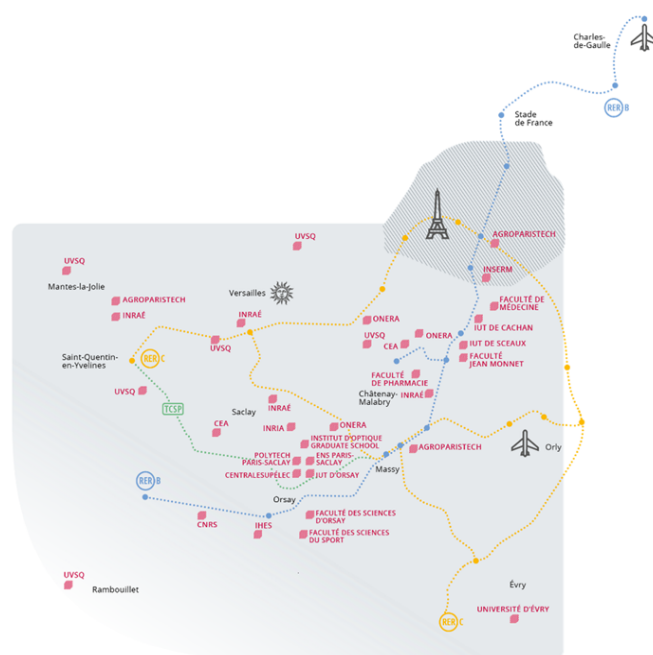 Charles-
de-Gaulle
RER B
Stade
de France
AGROPARISTECH
UVSQ
INSERM
UVSQ
Mantes-la-Jolie
Versailles
AGROPARISTECH
INRAÉ
INRAÉ
FACULTÉ DE
MÉDECINE
ONERA
IUT DE CACHAN
UVSQ
ONERA
CEA
UVSQ
IUT DE SCEAUX
Saint-Quentin-
en-Yvelines
RER C
FACULTÉ
JEAN MONNET
FACULTÉ
DE PHARMACIE
UVSQ
Châtenay-
Malabry
INRAÉ
TCSP
Saclay
INRAÉ
CEA
INRIA
ONERA
INSTITUT D'OPTIQUE
GRADUATE SCHOOL
AGROPARISTECH
Orly
POLYTECH
PARIS-SACLAY
ENS PARIS-
SACLAY
Massy
CENTRALESUPÉLEC
IUT D'ORSAY
RER B
Orsay
FACULTÉ DES SCIENCES
D'ORSAY
CNRS
IHES
FACULTÉ DES SCIENCES
DU SPORT
UVSQ
Rambouillet
Évry
UNIVERSITÉ D'ÉVRY
RER C